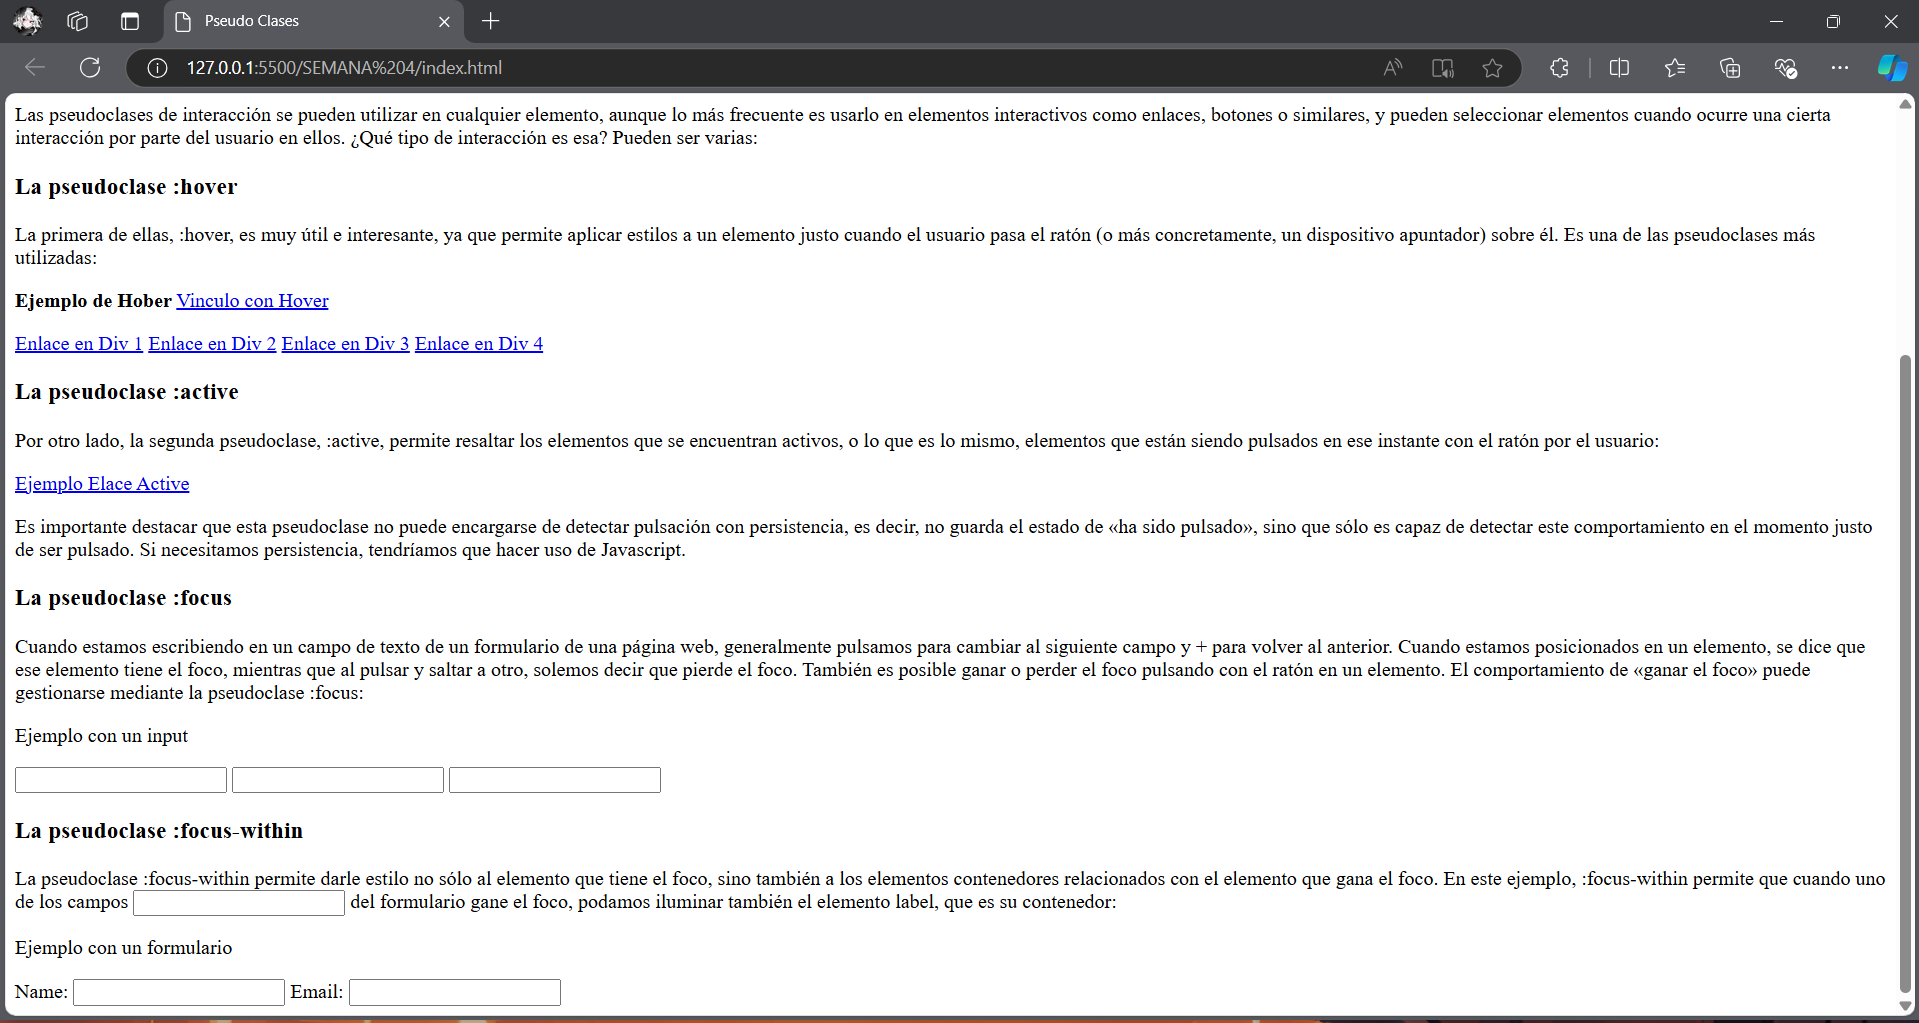 Pseudo Clases
127.0.0.1:5500/SEMANA%204/index.html
Las pseudoclases de interacción se pueden utilizar en cualquier elemento, aunque lo más frecuente es usarlo en elementos interactivos como enlaces, botones o similares, y pueden seleccionar elementos cuando ocurre una cierta
interacción por parte del usuario en ellos. ¿Qué tipo de interacción es esa? Pueden ser varias:
La pseudoclase :hover
La primera de ellas, :hover, es muy útil e interesante, ya que permite aplicar estilos a un elemento justo cuando el usuario pasa el ratón (o más concretamente, un dispositivo apuntador) sobre él. Es una de las pseudoclases más
utilizadas:
Ejemplo de Hober Vinculo con Hover
Enlace en Div 1 Enlace en Div 2 Enlace en Div 3 Enlace en Div 4
La pseudoclase :active
Por otro lado, la segunda pseudoclase, :active, permite resaltar los elementos que se encuentran activos, o lo que es lo mismo, elementos que están siendo pulsados en ese instante con el ratón por el usuario:
Ejemplo Elace Active
Es importante destacar que esta pseudoclase no puede encargarse de detectar pulsación con persistencia, es decir, no guarda el estado de «ha sido pulsado», sino que sólo es capaz de detectar este comportamiento en el momento justo
de ser pulsado. Si necesitamos persistencia, tendríamos que hacer uso de Javascript.
La pseudoclase :focus
Cuando estamos escribiendo en un campo de texto de un formulario de una página web, generalmente pulsamos para cambiar al siguiente campo y + para volver al anterior. Cuando estamos posicionados en un elemento, se dice que
ese elemento tiene el foco, mientras que al pulsar y saltar a otro, solemos decir que pierde el foco. También es posible ganar o perder el foco pulsando con el ratón en un elemento. El comportamiento de «ganar el foco» puede
gestionarse mediante la pseudoclase :focus:
Ejemplo con un input
La pseudoclase :focus-within
La pseudoclase :focus-within permite darle estilo no sólo al elemento que tiene el foco, sino también a los elementos contenedores relacionados con el elemento que gana el foco. En este ejemplo, :focus-within permite que cuando uno
de los campos del formulario gane el foco, podamos iluminar también el elemento label, que es su contenedor:
Ejemplo con un formulario
Name: Email: